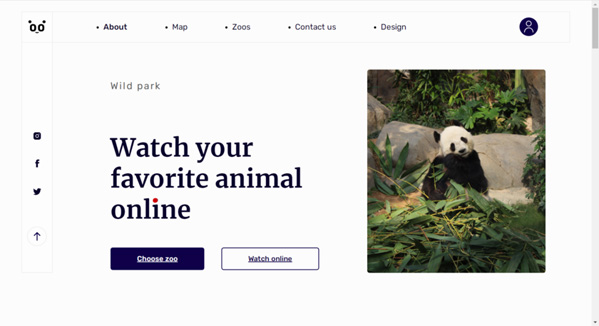 About
Map
Zoos
Contact us
Design
Wild park
Watch your
favorite animal
online
Choose zoo
Watch online